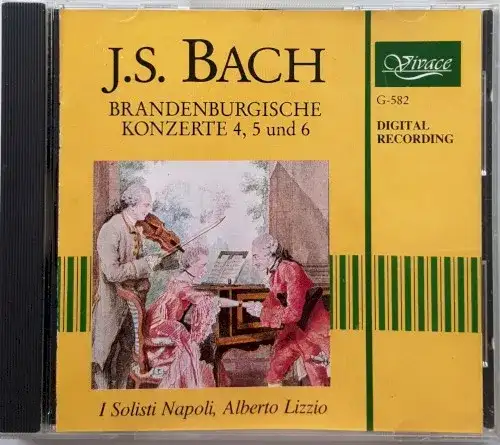 J.S. BACH
BRANDENBURGISCHE
KONZERTE 4, 5 und 6
Vivace
G-582
DIGITAL
RECORDING
I Solisti Napoli, Alberto Lizzio